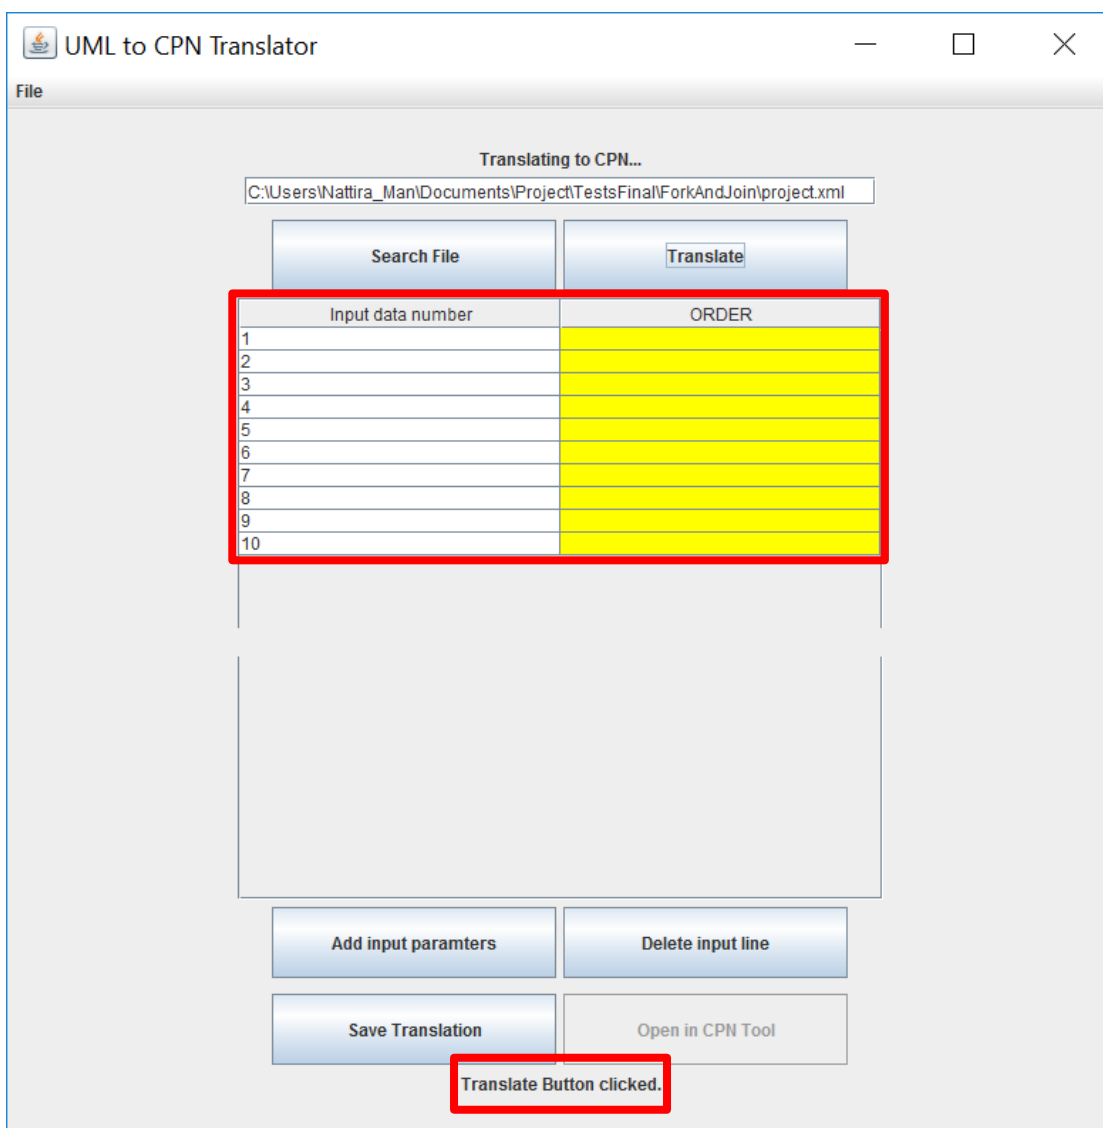 UML to CPN Translator
File
Translating to CPN...
C:\Users\Nattira_Man\Documents\Project\TestsFinal\ForkAndJoin\project.xml
Search File Translate
Input data number ORDER
1
2
3
4
5
6
7
8
9
10
Add input paramters Delete input line
Save Translation Open in CPN Tool
Translate Button clicked.